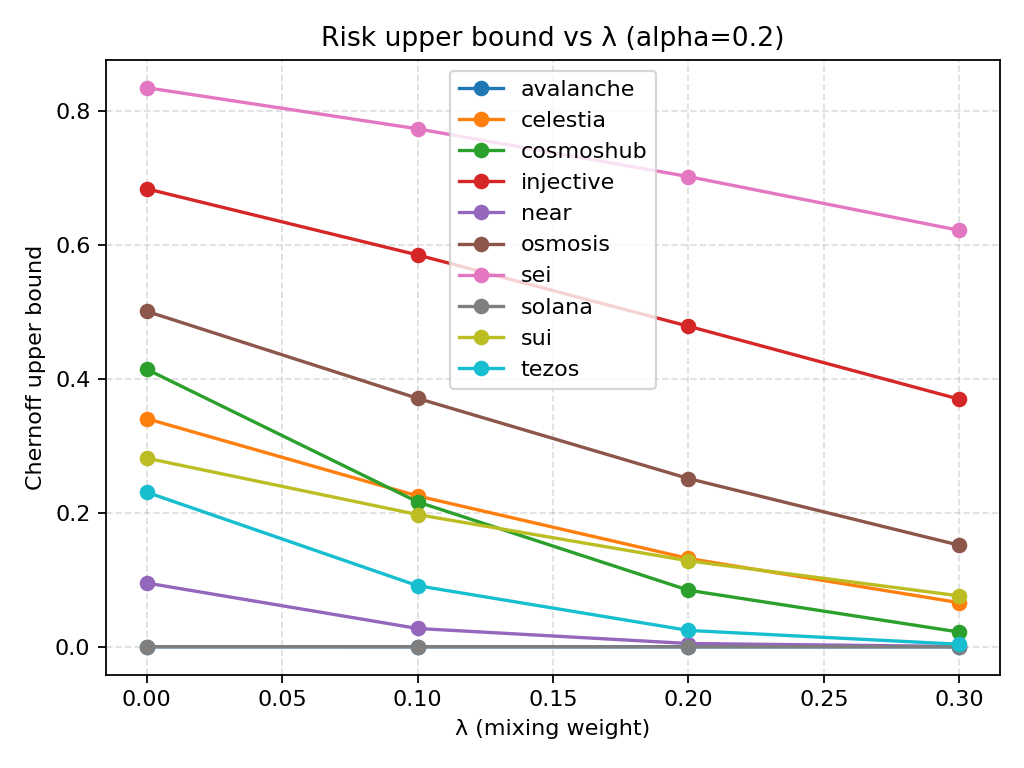 Risk upper bound vs λ (alpha=0.2)
Chernoff upper bound
0.8
0.6
0.4
0.2
0.0
avalanche
celestia
cosmoshub
injective
near
osmosis
sei
solana
sui
tezos
0.00 0.05 0.10 0.15 0.20 0.25 0.30
λ (mixing weight)